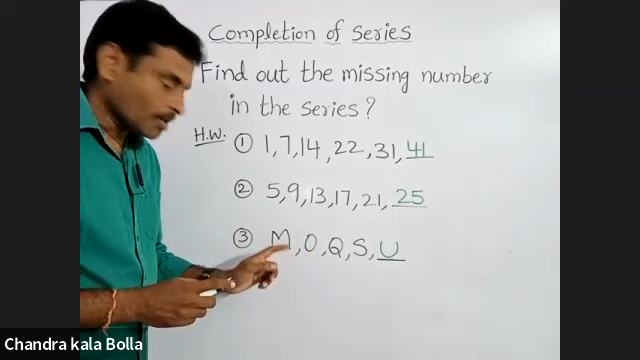 Completion of Series
Find out the missing number
in the series?
H.W. ① 1,7,14,22,31,41
② 5,9,13,17,21,25
③ M,O,Q,S,U
Chandra kala Bolla